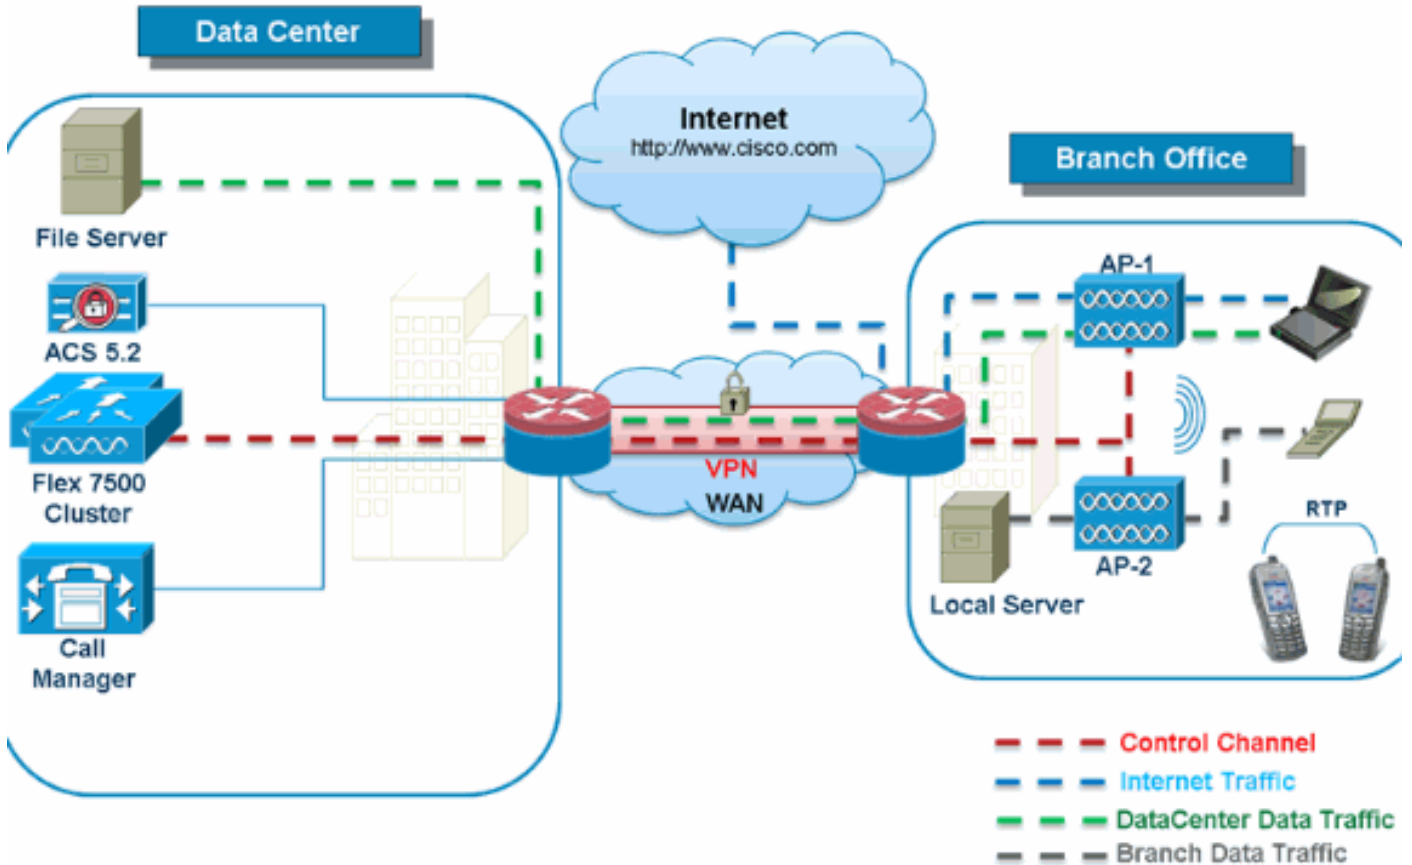 Data Center
File Server
ACS 5.2
Flex 7500
Cluster
Call
Manager
Internet
http://www.cisco.com
VPN
WAN
Branch Office
AP-1
AP-2
Local Server
RTP
Control Channel
Internet Traffic
DataCenter Data Traffic
Branch Data Traffic